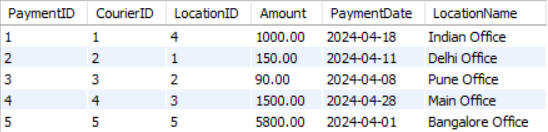 PaymentID CourierID LocationID Amount PaymentDate LocationName
1 1 4 1000.00 2024-04-18 Indian Office
2 2 1 150.00 2024-04-11 Delhi Office
3 3 2 90.00 2024-04-08 Pune Office
4 4 3 1500.00 2024-04-28 Main Office
5 5 5 5800.00 2024-04-01 Bangalore Office